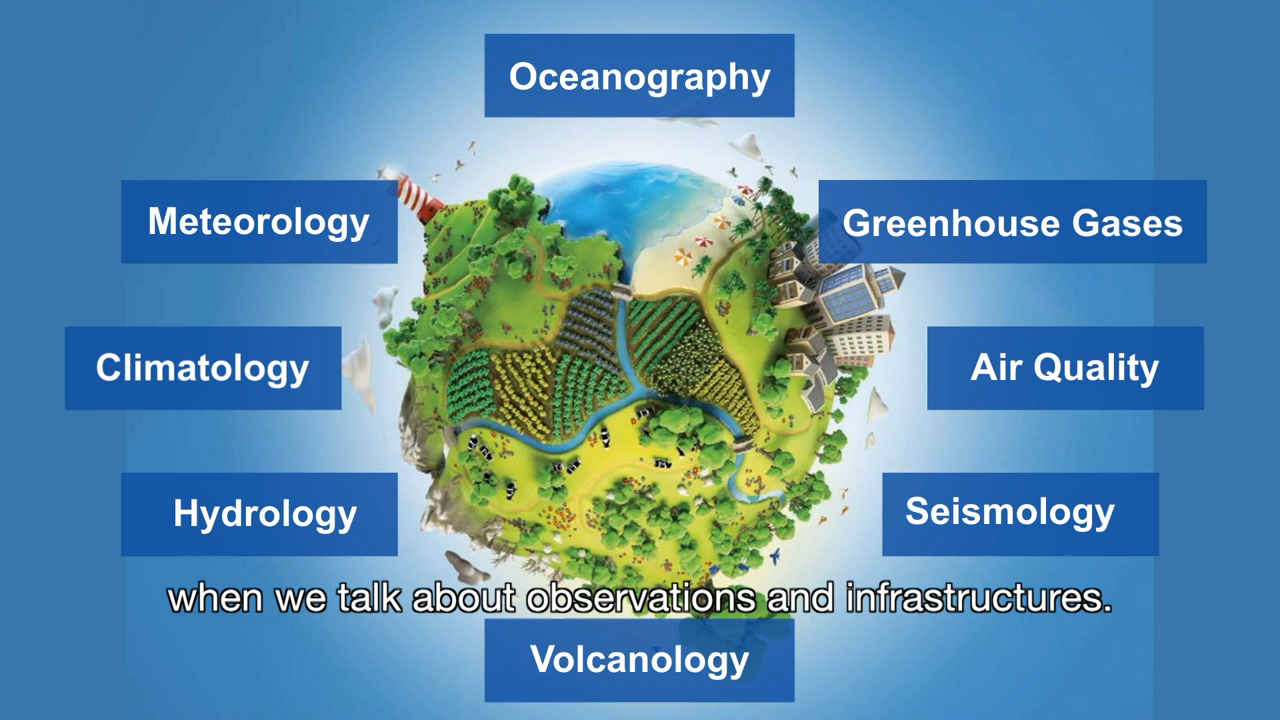 Oceanography
Meteorology
Greenhouse Gases
Climatology
Air Quality
Hydrology
Seismology
when we talk about observations and infrastructures.
Volcanology